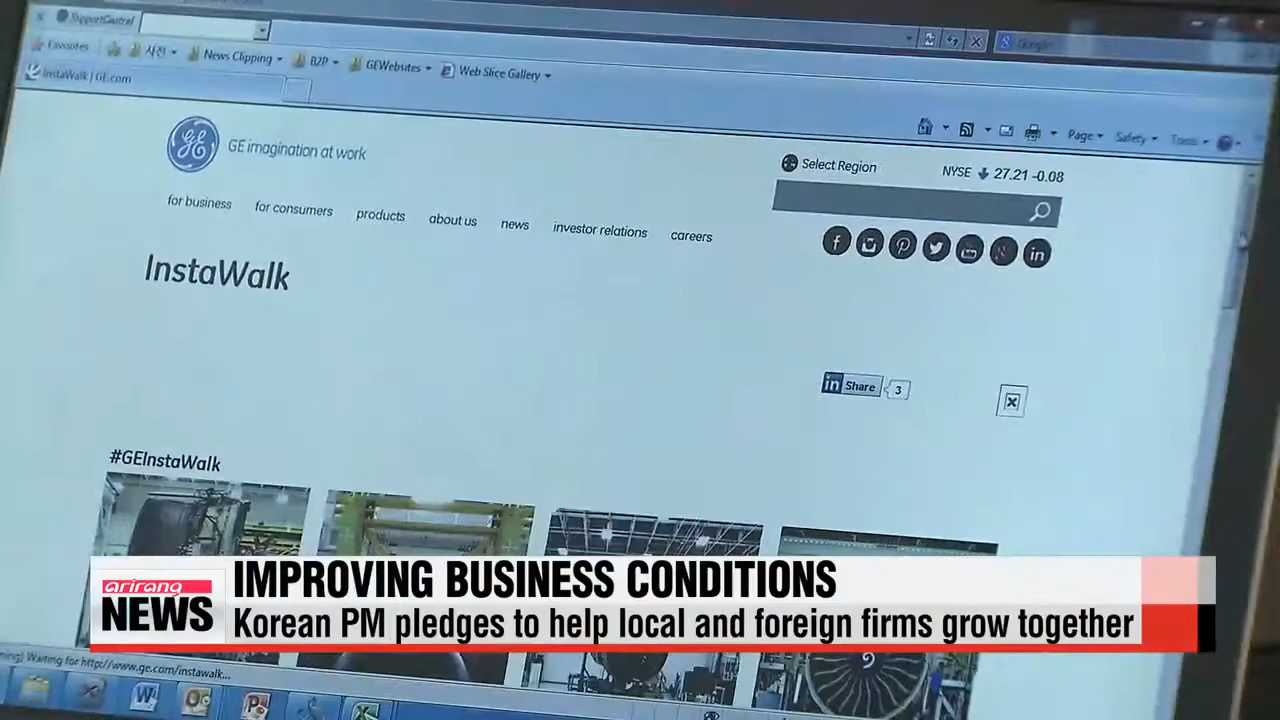 SupportCentral
Google
Favorites 사전 News Clipping B2P GEWebsites Web Slice Gallery
InstaWalk | GE.com
Page Safety Tools
GE imagination at work
Select Region
NYSE 27.21 -0.08
for business for consumers products about us news investor relations careers
InstaWalk
in Share 3
#GEInstaWalk
arirang
NEWS
IMPROVING BUSINESS CONDITIONS
Korean PM pledges to help local and foreign firms grow together
Waiting for http://www.ge.com/instawalk...